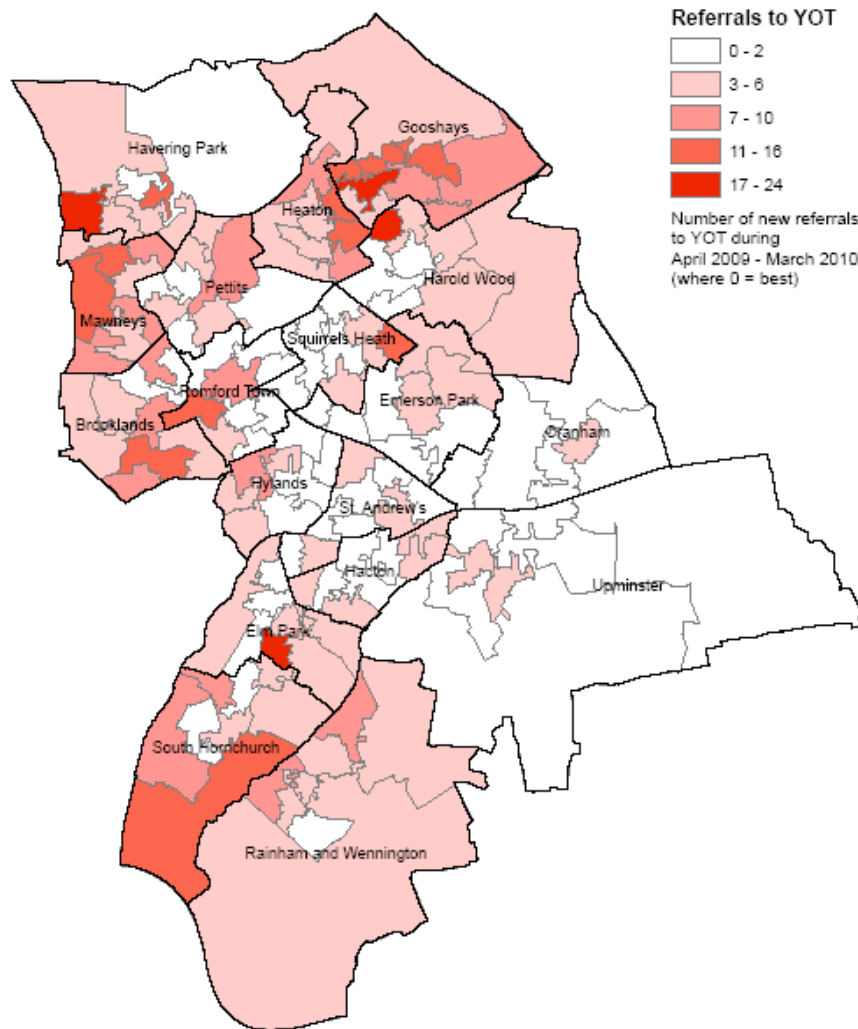 Referrals to YOT
0 - 2
3 - 6
7 - 10
11 - 16
17 - 24
Number of new referrals
to YOT during
April 2009 - March 2010
(where 0 = best)
Gooshays
Havering Park
Heaton
Harold Wood
Pettits
Mawneys
Squirrels Heath
Romford Town
Emerson Park
Brooklands
Cranham
Hylands
St. Andrew's
Hacton
Upminster
Elm Park
South Hornchurch
Rainham and Wennington